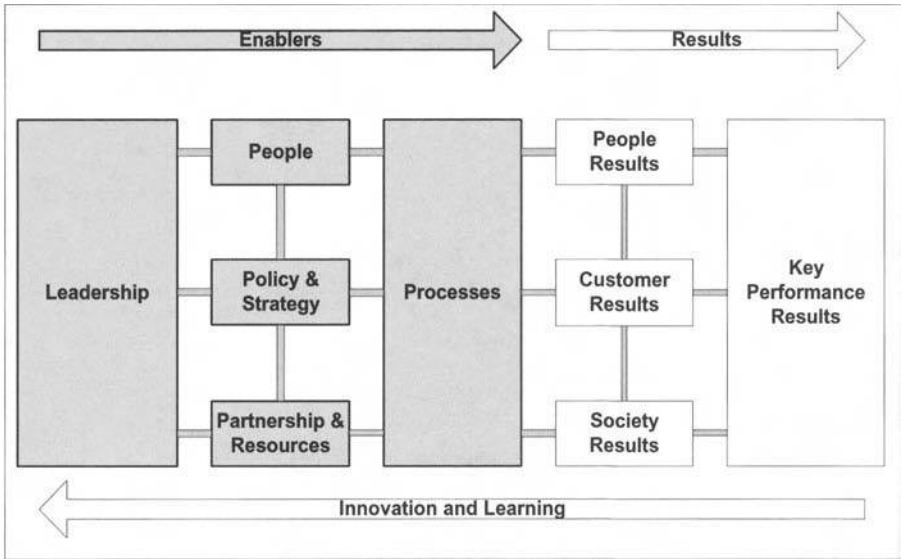 Enablers
Results
People
People
Results
Leadership
Policy &
Strategy
Processes
Customer
Results
Key
Performance
Results
Partnership &
Resources
Society
Results
Innovation and Learning